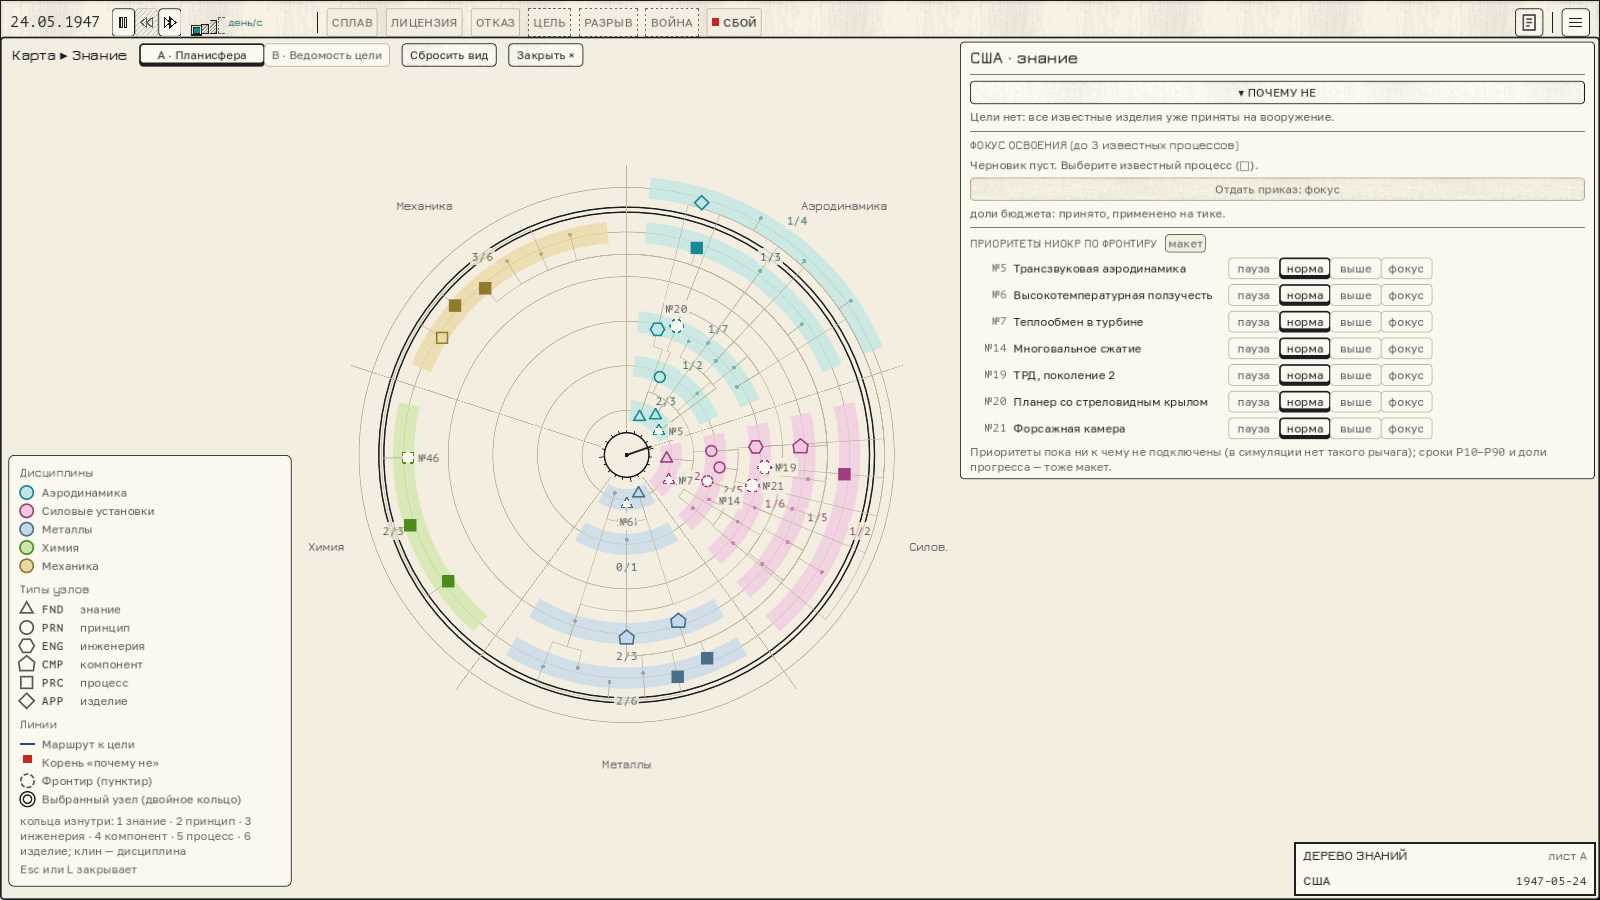 24.05.1947
день/с
СПЛАВ
ЛИЦЕНЗИЯ
ОТКАЗ
ЦЕЛЬ
РАЗРЫВ
ВОЙНА
СБОЙ
Карта ▸ Знание
А · Планисфера
В · Ведомость цели
Сбросить вид
Закрыть ×
США · знание
▾ ПОЧЕМУ НЕ
Цели нет: все известные изделия уже приняты на вооружение.
ФОКУС ОСВОЕНИЯ (до 3 известных процессов)
Черновик пуст. Выберите известный процесс (□).
Отдать приказ: фокус
доли бюджета: принято, применено на тике.
ПРИОРИТЕТЫ НИОКР ПО ФРОНТИРУ макет
№5 Трансзвуковая аэродинамика пауза норма выше фокус
№6 Высокотемпературная ползучесть пауза норма выше фокус
№7 Теплообмен в турбине пауза норма выше фокус
№14 Многовальное сжатие пауза норма выше фокус
№19 ТРД, поколение 2 пауза норма выше фокус
№20 Планер со стреловидным крылом пауза норма выше фокус
№21 Форсажная камера пауза норма выше фокус
Приоритеты пока ни к чему не подключены (в симуляции нет такого рычага); сроки P10–P90 и доли
прогресса — тоже макет.
Механика
Аэродинамика
1/4
3/6
1/3
№20
1/7
1/2
2/3
№5
№46
№7
№19
№21
2/5
№14
1/6
1/5
1/2
№6
2/3
Химия
Силов.
0/1
2/3
2/6
Металлы
Дисциплины
Аэродинамика
Силовые установки
Металлы
Химия
Механика
Типы узлов
FND знание
PRN принцип
ENG инженерия
CMP компонент
PRC процесс
APP изделие
Линии
Маршрут к цели
Корень «почему не»
Фронтир (пунктир)
Выбранный узел (двойное кольцо)
кольца изнутри: 1 знание · 2 принцип · 3
инженерия · 4 компонент · 5 процесс · 6
изделие; клин — дисциплина
Esc или L закрывает
ДЕРЕВО ЗНАНИЙ лист А
США 1947-05-24